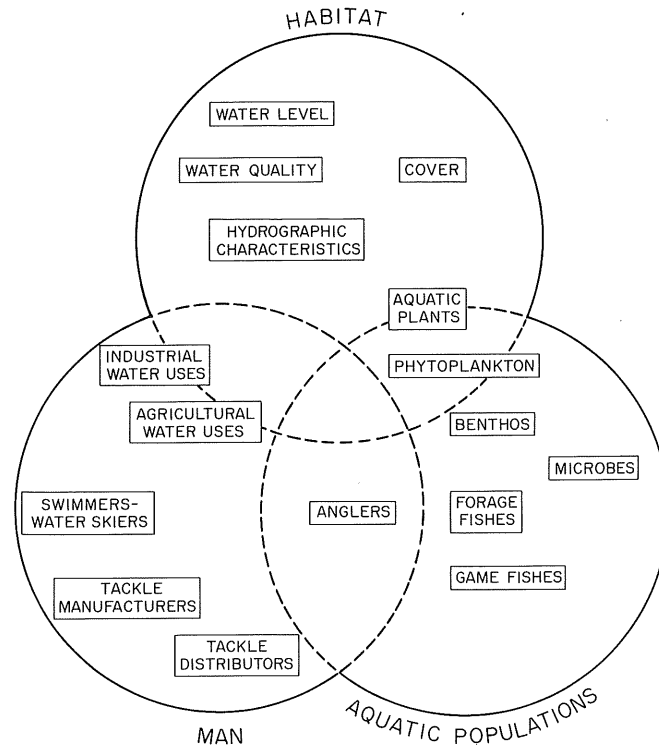 HABITAT
WATER LEVEL
WATER QUALITY
COVER
HYDROGRAPHIC
CHARACTERISTICS
AQUATIC
PLANTS
INDUSTRIAL
WATER USES
PHYTOPLANKTON
AGRICULTURAL
WATER USES
BENTHOS
MICROBES
SWIMMERS-
WATER SKIERS
ANGLERS
FORAGE
FISHES
GAME FISHES
TACKLE
MANUFACTURERS
TACKLE
DISTRIBUTORS
MAN
AQUATIC POPULATIONS